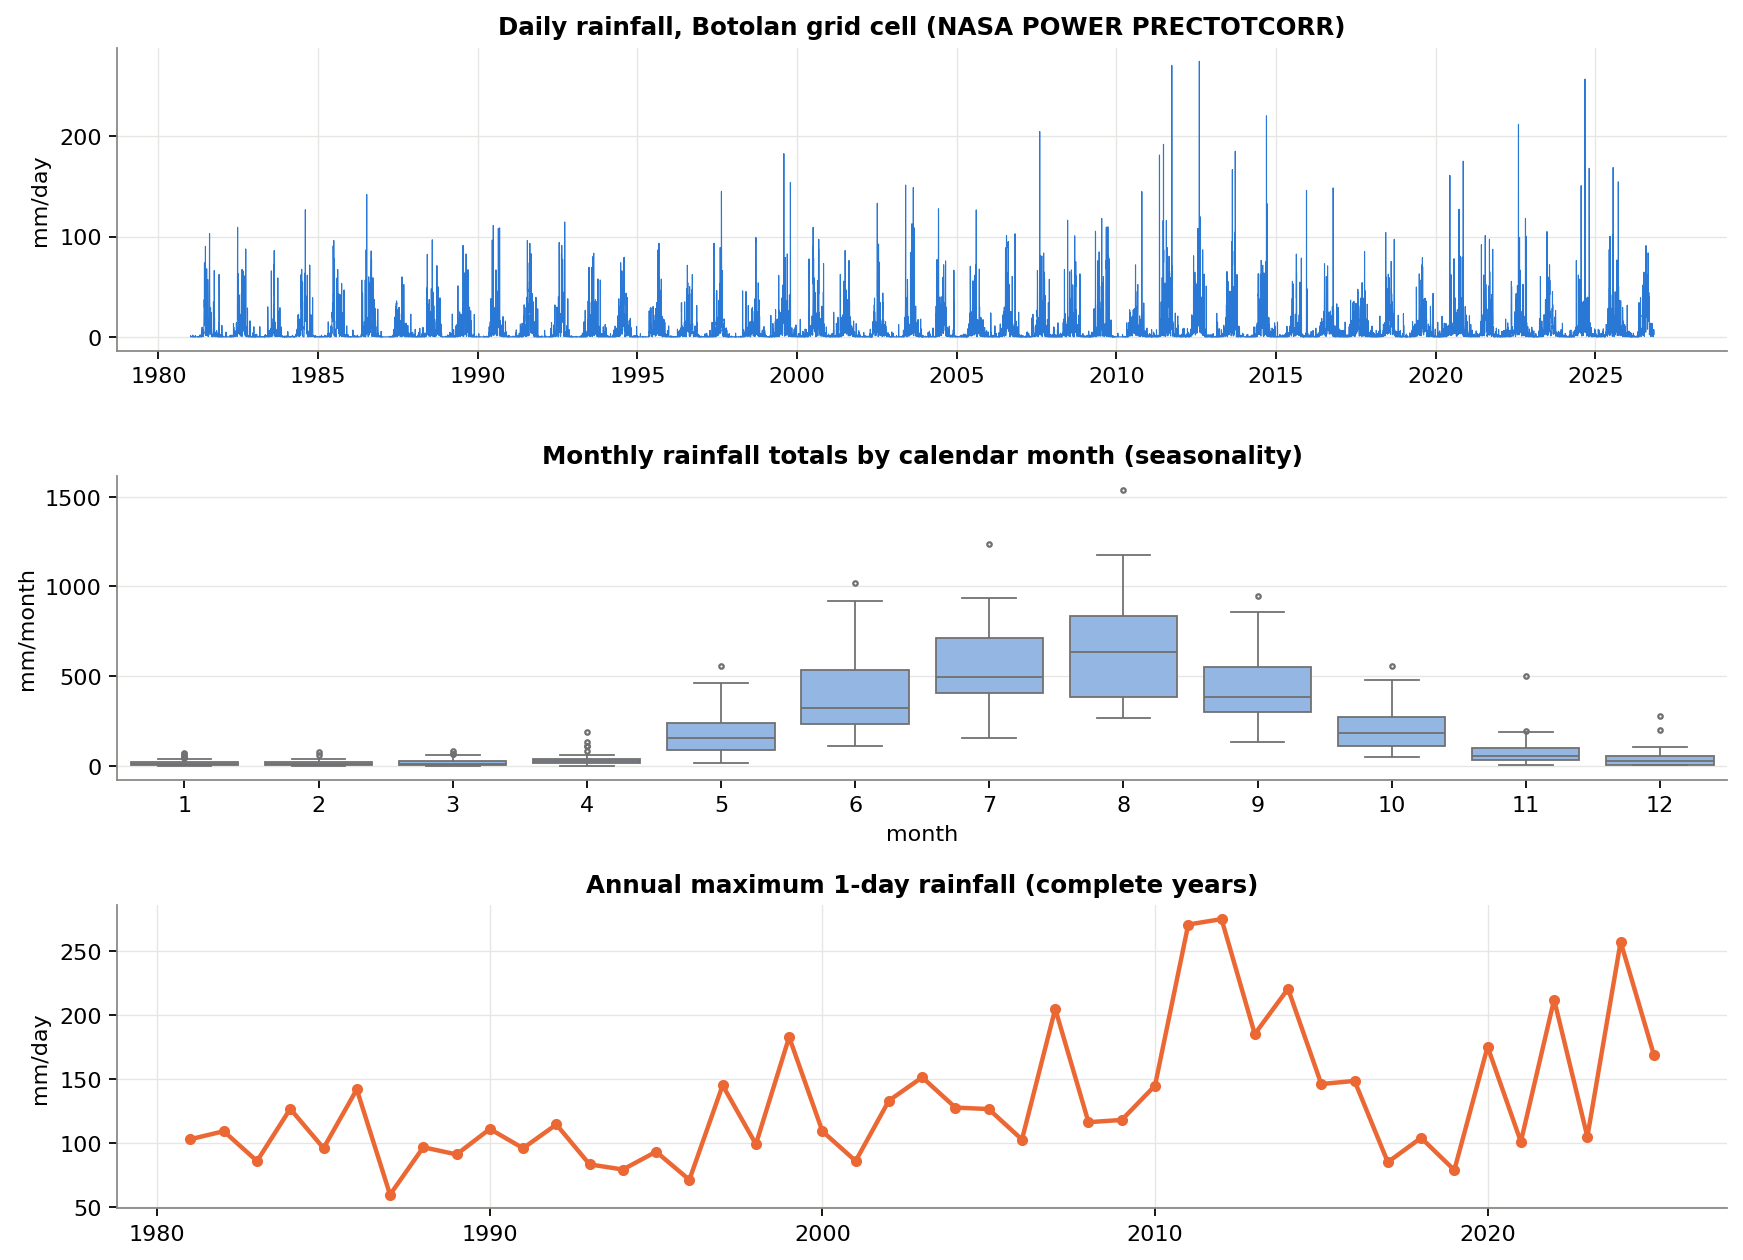 Daily rainfall, Botolan grid cell (NASA POWER PRECTOTCORR)
mm/day
200
100
0
1980 1985 1990 1995 2000 2005 2010 2015 2020 2025
Monthly rainfall totals by calendar month (seasonality)
mm/month
1500
1000
500
0
1 2 3 4 5 6 7 8 9 10 11 12
month
Annual maximum 1-day rainfall (complete years)
mm/day
250
200
150
100
50
1980 1990 2000 2010 2020